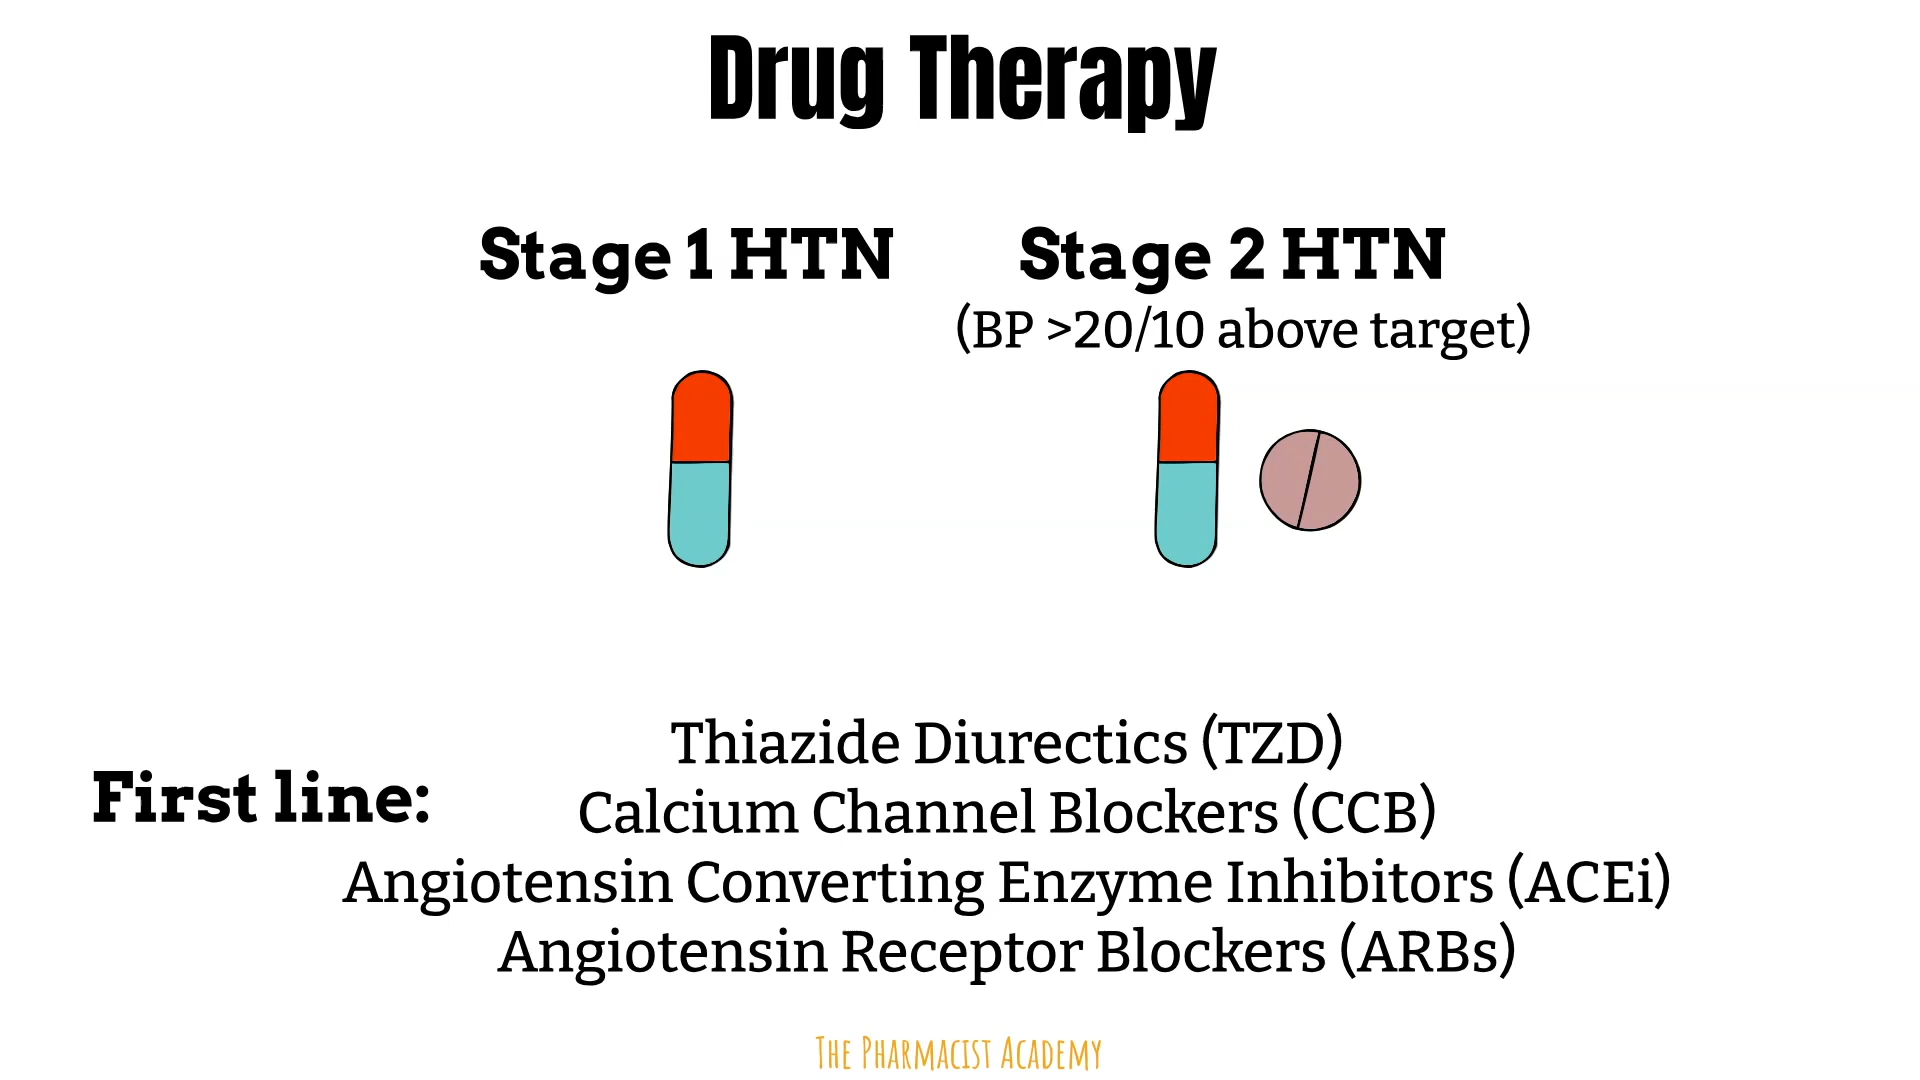 Drug Therapy
Stage 1 HTN
Stage 2 HTN
(BP >20/10 above target)
First line:
Thiazide Diurectics (TZD)
Calcium Channel Blockers (CCB)
Angiotensin Converting Enzyme Inhibitors (ACEi)
Angiotensin Receptor Blockers (ARBs)
The Pharmacist Academy